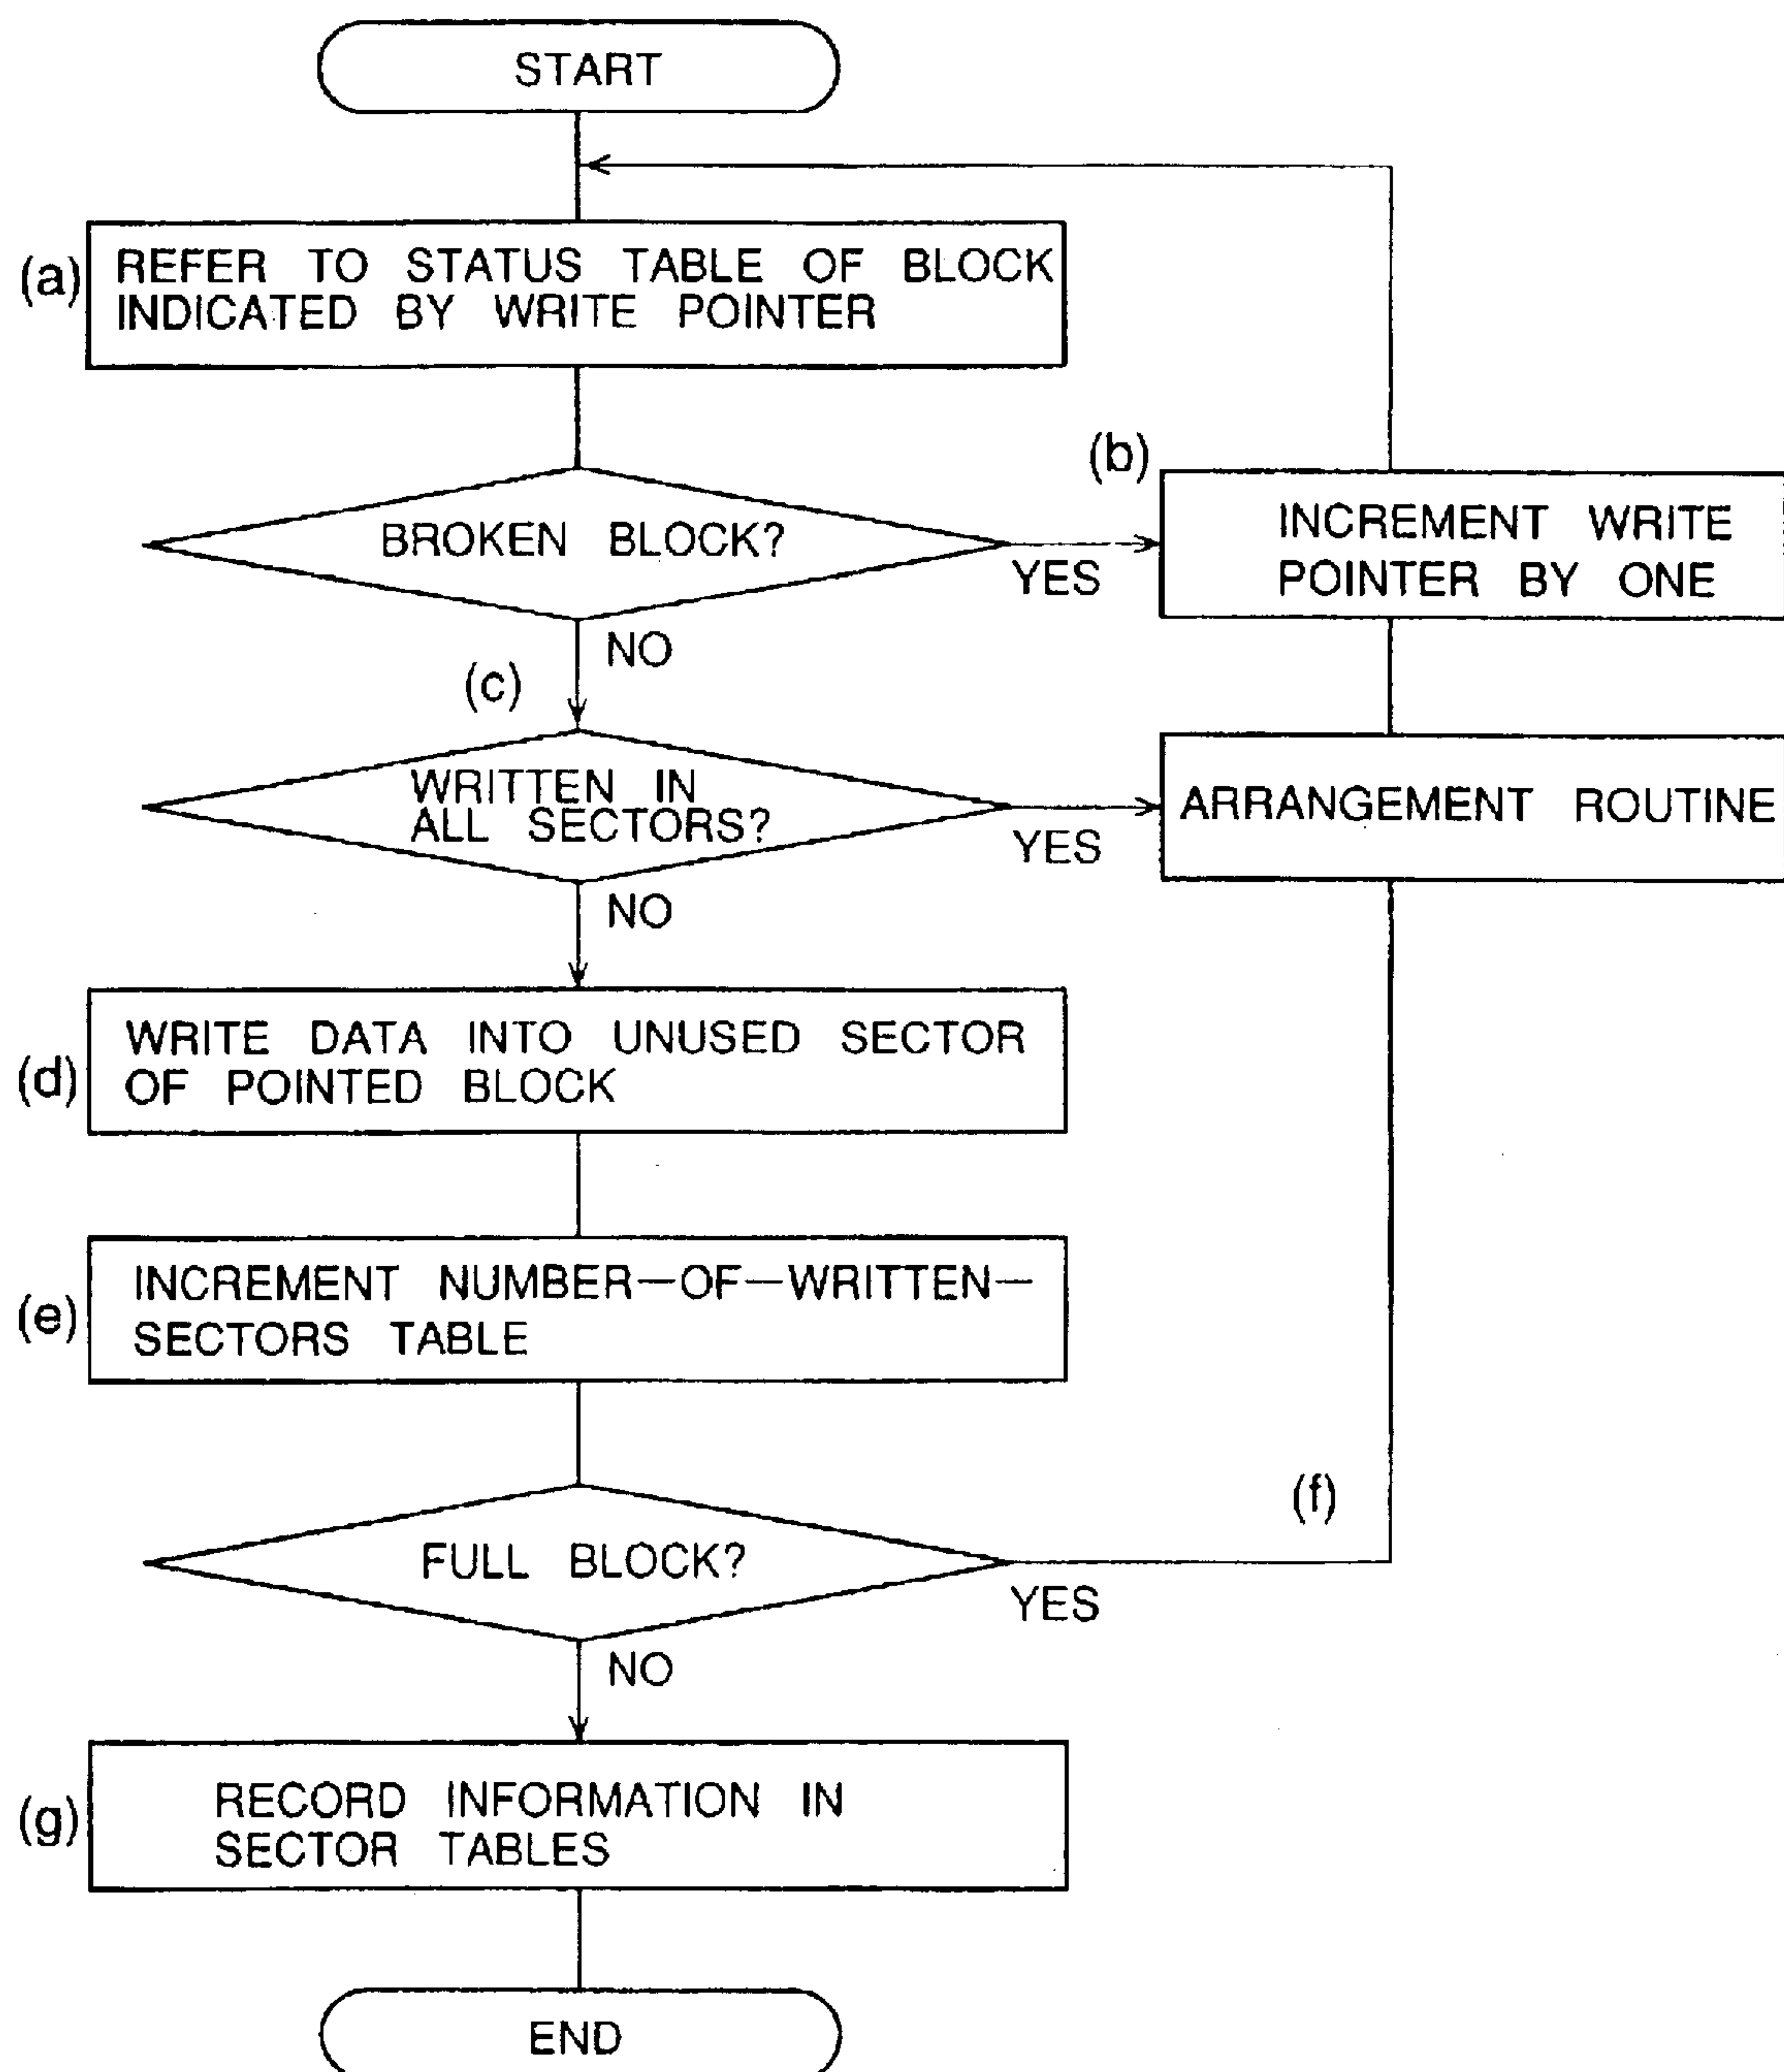 START
(a)
REFER TO STATUS TABLE OF BLOCK
INDICATED BY WRITE POINTER
BROKEN BLOCK?
YES
NO
(b)
INCREMENT WRITE
POINTER BY ONE
(c)
WRITTEN IN
ALL SECTORS?
YES
NO
ARRANGEMENT ROUTINE
(d)
WRITE DATA INTO UNUSED SECTOR
OF POINTED BLOCK
(e)
INCREMENT NUMBER—OF—WRITTEN—
SECTORS TABLE
FULL BLOCK?
(f)
YES
NO
(g)
RECORD INFORMATION IN
SECTOR TABLES
END